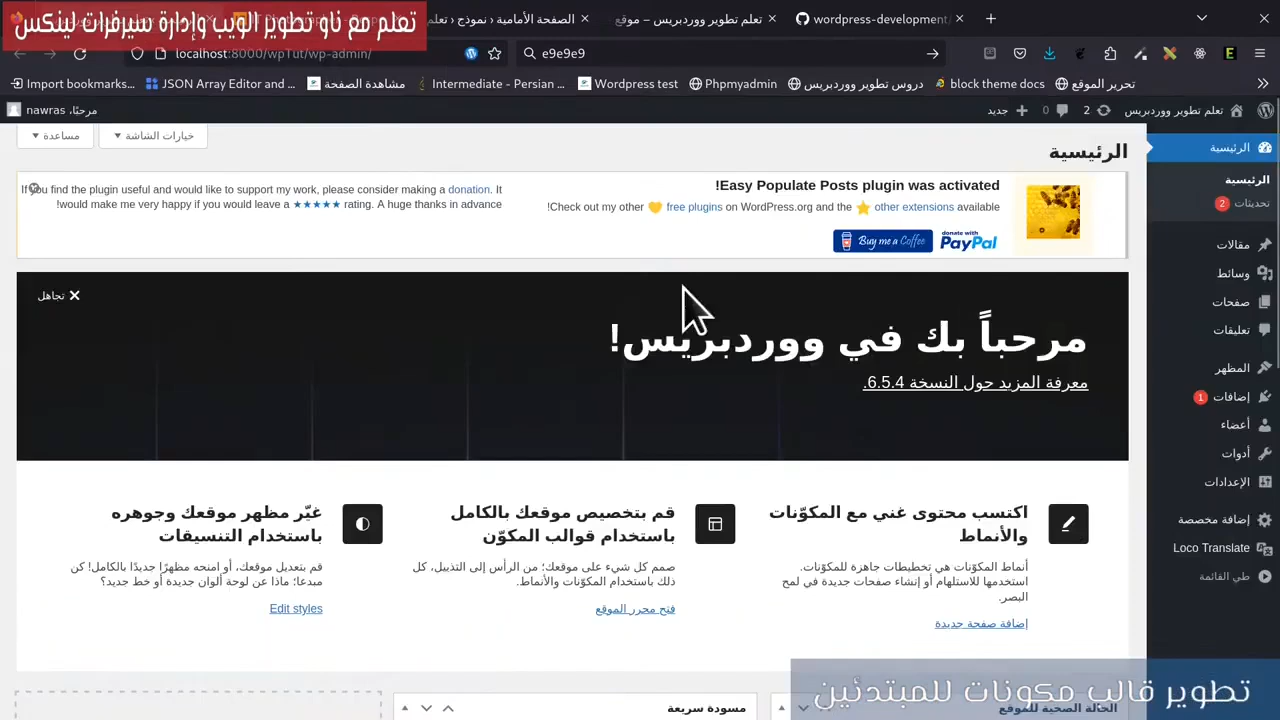 تعلم مع ناو تطوير الويب وإدارة سيرفرات لينكس
الصفحة الأمامية ‹ نموذج ‹ تعلم
تعلم تطوير ووردبريس – موقع
wordpress-development
localhost:8000/wpTut/wp-admin/
e9e9e9
Import bookmarks...
JSON Array Editor and ...
مشاهدة الصفحة
Intermediate - Persian ...
Wordpress test
Phpmyadmin
دروس تطوير ووردبريس
block theme docs
تحرير الموقع
تعلم تطوير ووردبريس
2
0
جديد
مرحبًا، nawras
خيارات الشاشة
مساعدة
الرئيسية
Easy Populate Posts plugin was activated!
Check out my other free plugins on WordPress.org and the other extensions available!
Buy me a Coffee
donate with PayPal
If you find the plugin useful and would like to support my work, please consider making a donation. It
would make me very happy if you would leave a ★★★★★ rating. A huge thanks in advance!
تجاهل
مرحباً بك في ووردبريس!
معرفة المزيد حول النسخة 6.5.4.
اكتسب محتوى غني مع المكوّنات
والأنماط
أنماط المكوّنات هي تخطيطات جاهزة للمكوّنات.
استخدمها للاستلهام أو إنشاء صفحات جديدة في لمح
البصر.
إضافة صفحة جديدة
قم بتخصيص موقعك بالكامل
باستخدام قوالب المكوّن
صمم كل شيء على موقعك؛ من الرأس إلى التذييل، كل
ذلك باستخدام المكوّنات والأنماط.
فتح محرر الموقع
غيّر مظهر موقعك وجوهره
باستخدام التنسيقات
قم بتعديل موقعك، أو امنحه مظهرًا جديدًا بالكامل! كن
مبدعا؛ ماذا عن لوحة ألوان جديدة أو خط جديد؟
Edit styles
الحالة الصحية للموقع
مسودة سريعة
الرئيسية
الرئيسية
تحديثات 2
مقالات
وسائط
صفحات
تعليقات
المظهر
إضافات 1
أعضاء
أدوات
الإعدادات
إضافة مخصصة
Loco Translate
طي القائمة
تطوير قالب مكونات للمبتدئين